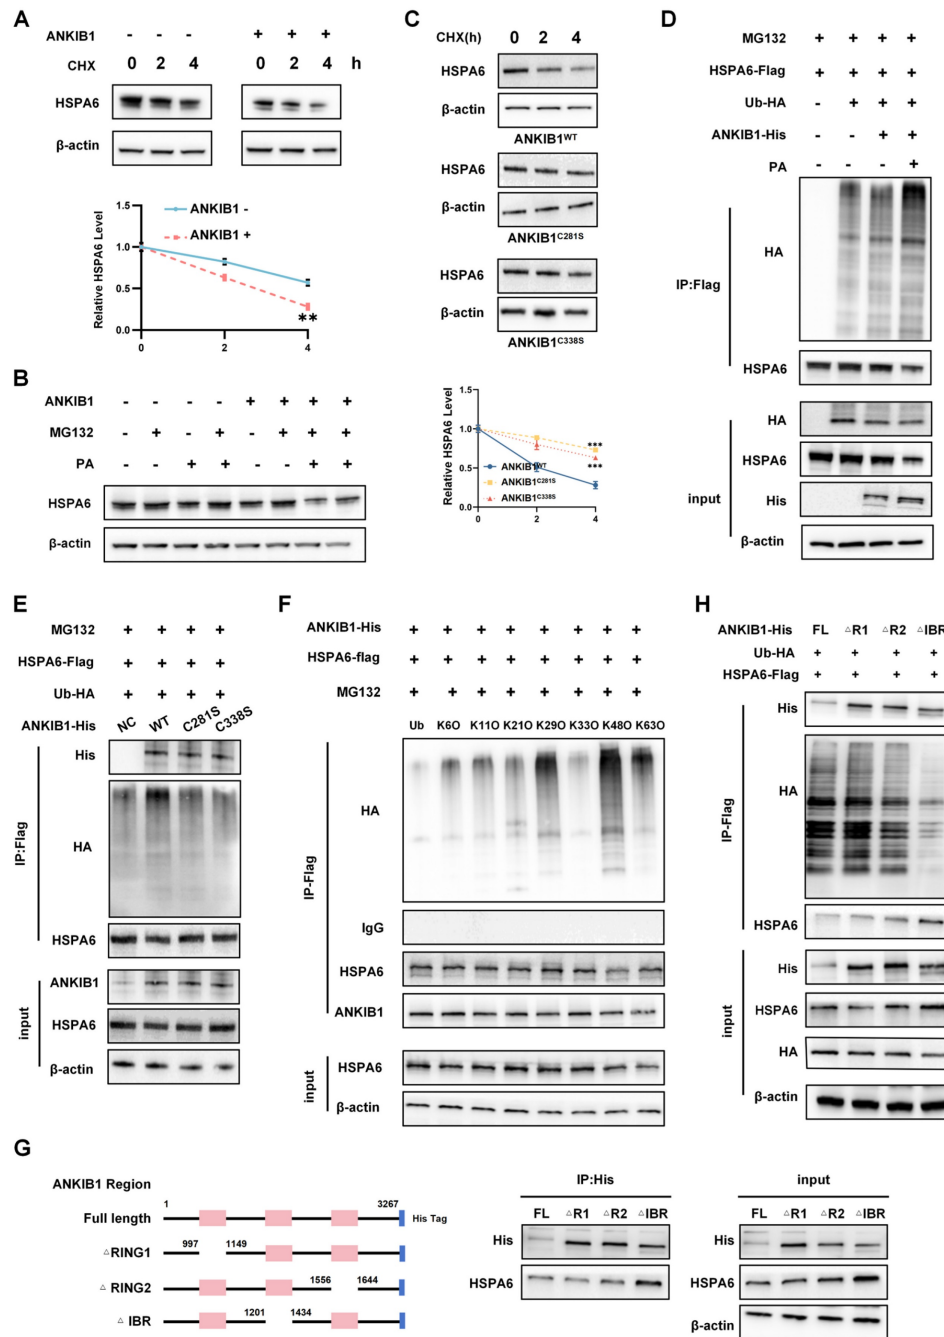 A
ANKIB1 - - - + + +
CHX 0 2 4 0 2 4 h
HSPA6
β-actin
Relative HSPA6 Level
1.5
1.0
0.5
0.0
0 2 4
ANKIB1 -
ANKIB1 +
**
B
ANKIB1 - - - - + + + +
MG132 - + - + - + + +
PA - - + + - - + +
HSPA6
β-actin
C
CHX(h) 0 2 4
HSPA6
β-actin
ANKIB1WT
HSPA6
β-actin
ANKIB1C281S
HSPA6
β-actin
ANKIB1C338S
Relative HSPA6 Level
1.5
1.0
0.5
0.0
0 2 4
ANKIB1WT
ANKIB1C281S
ANKIB1C338S
***
***
D
MG132 + + + +
HSPA6-Flag + + + +
Ub-HA - + + +
ANKIB1-His - - + +
PA - - - +
IP:Flag
HA
HSPA6
input
HA
HSPA6
His
β-actin
E
MG132 + + + +
HSPA6-Flag + + + +
Ub-HA + + + +
ANKIB1-His NC WT C281S C338S
IP:Flag
His
HA
HSPA6
input
ANKIB1
HSPA6
β-actin
F
ANKIB1-His + + + + + + + +
HSPA6-flag + + + + + + + +
MG132 + + + + + + + +
Ub K6O K11O K21O K29O K33O K48O K63O
IP-Flag
HA
IgG
HSPA6
ANKIB1
input
HSPA6
β-actin
H
ANKIB1-His FL △R1 △R2 △IBR
Ub-HA + + + +
HSPA6-Flag + + + +
IP-Flag
His
HA
HSPA6
input
His
HSPA6
HA
β-actin
G
ANKIB1 Region
1 3267
Full length His Tag
997 1149
△RING1
1556 1644
△ RING2
1201 1434
△ IBR
IP:His
FL △R1 △R2 △IBR
His
HSPA6
input
FL △R1 △R2 △IBR
His
HSPA6
β-actin